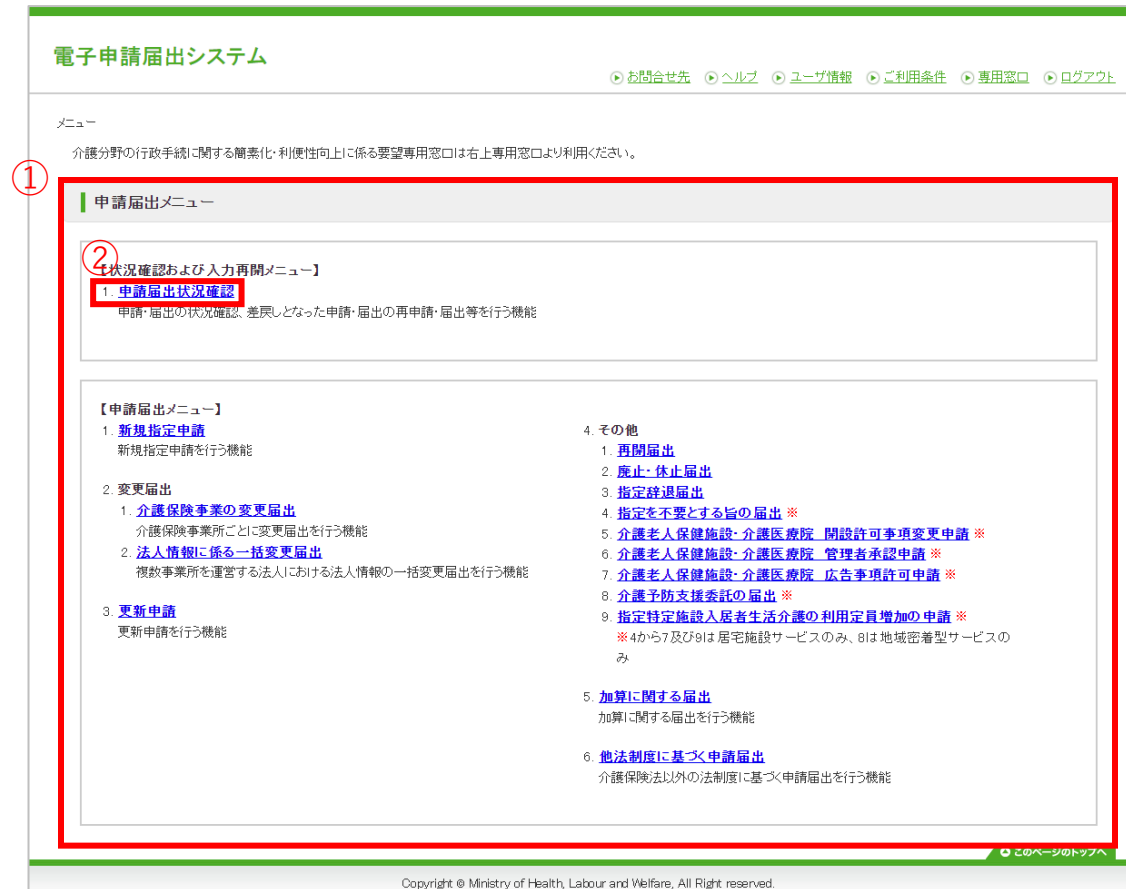 電子申請届出システム
お問合せ先 ヘルプ ユーザ情報 ご利用条件 専用窓口 ログアウト
メニュー
介護分野の行政手続に関する簡素化・利便性向上に係る要望専用窓口は右上専用窓口より利用ください。
①
申請届出メニュー
②
【状況確認および入力再開メニュー】
1. 申請届出状況確認
申請・届出の状況確認、差戻しとなった申請・届出の再申請・届出等を行う機能
【申請届出メニュー】
1. 新規指定申請
新規指定申請を行う機能
2. 変更届出
1. 介護保険事業の変更届出
介護保険事業所ごとに変更届出を行う機能
2. 法人情報に係る一括変更届出
複数事業所を運営する法人における法人情報の一括変更届出を行う機能
3. 更新申請
更新申請を行う機能
4. その他
1. 再開届出
2. 廃止・休止届出
3. 指定辞退届出
4. 指定を不要とする旨の届出 ※
5. 介護老人保健施設・介護医療院 開設許可事項変更申請 ※
6. 介護老人保健施設・介護医療院 管理者承認申請 ※
7. 介護老人保健施設・介護医療院 広告事項許可申請 ※
8. 介護予防支援委託の届出 ※
9. 指定特定施設入居者生活介護の利用定員増加の申請 ※
※4から7及び9は居宅施設サービスのみ、8は地域密着型サービスの
み
5. 加算に関する届出
加算に関する届出を行う機能
6. 他法制度に基づく申請届出
介護保険法以外の法制度に基づく申請届出を行う機能
このページのトップへ
Copyright © Ministry of Health, Labour and Welfare, All Right reserved.